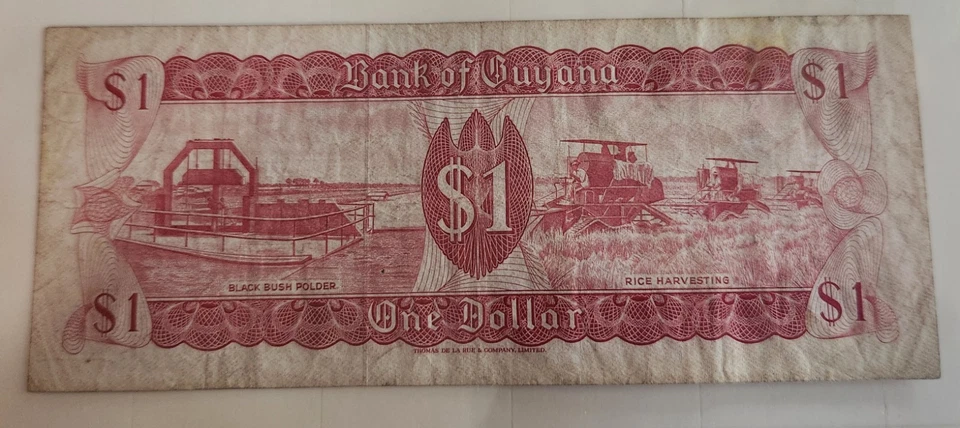 $1 Bank of Guyana $1
$1
BLACK BUSH POLDER.
RICE HARVESTING
$1 One Dollar $1
THOMAS DE LA RUE & COMPANY, LIMITED.